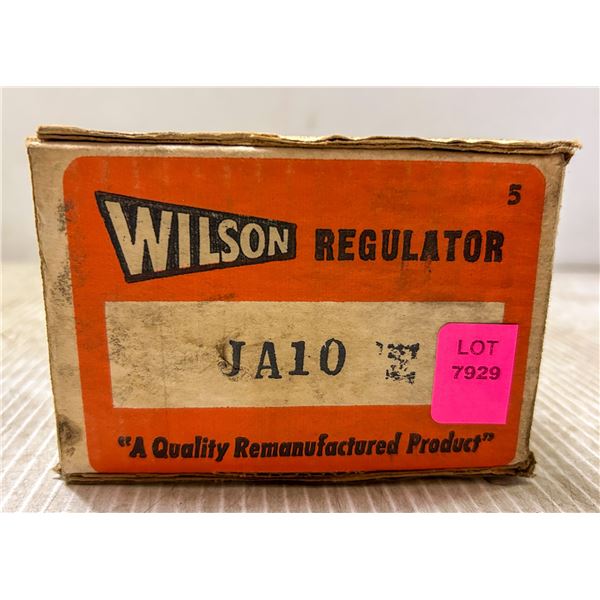 5
WILSON REGULATOR
JA10
LOT
7929
"A Quality Remanufactured Product"